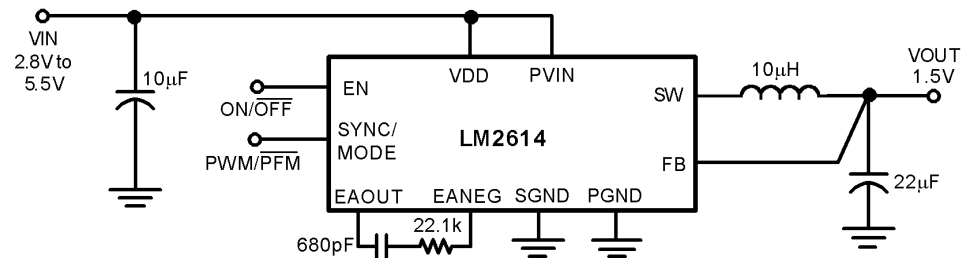 VIN
2.8V to
5.5V
10μF
ON/OFF
PWM/PFM
EN
SYNC/
MODE
VDD
PVIN
LM2614
SW
FB
EAOUT
EANEG
SGND
PGND
680pF
22.1k
10μH
VOUT
1.5V
22μF